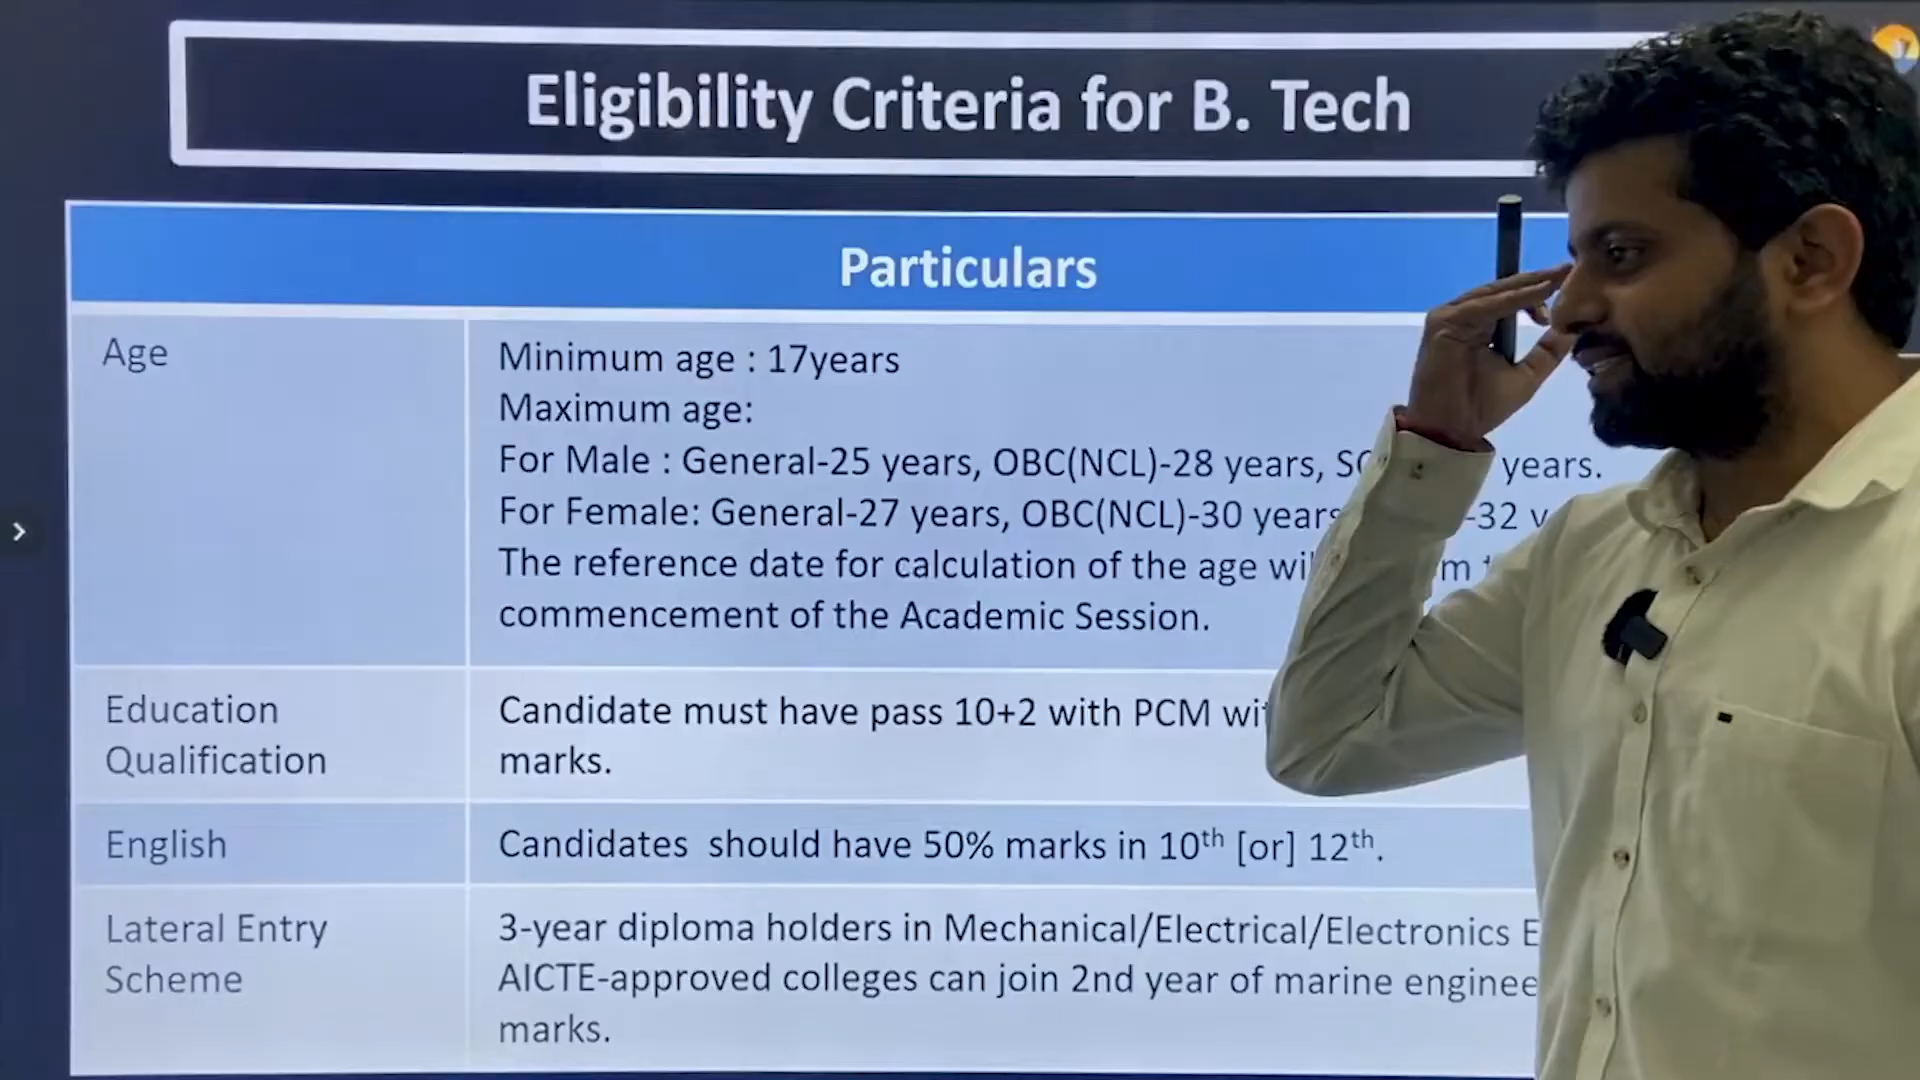 Eligibility Criteria for B. Tech
Particulars
Age
Minimum age : 17years
Maximum age:
For Male : General-25 years, OBC(NCL)-28 years, years.
For Female: General-27 years, OBC(NCL)-30 years -32
The reference date for calculation of the age
commencement of the Academic Session.
Education
Qualification
Candidate must have pass 10+2 with PCM
marks.
English
Candidates should have 50% marks in 10th [or] 12th.
Lateral Entry
Scheme
3-year diploma holders in Mechanical/Electrical/Electronics
AICTE-approved colleges can join 2nd year of marine
marks.